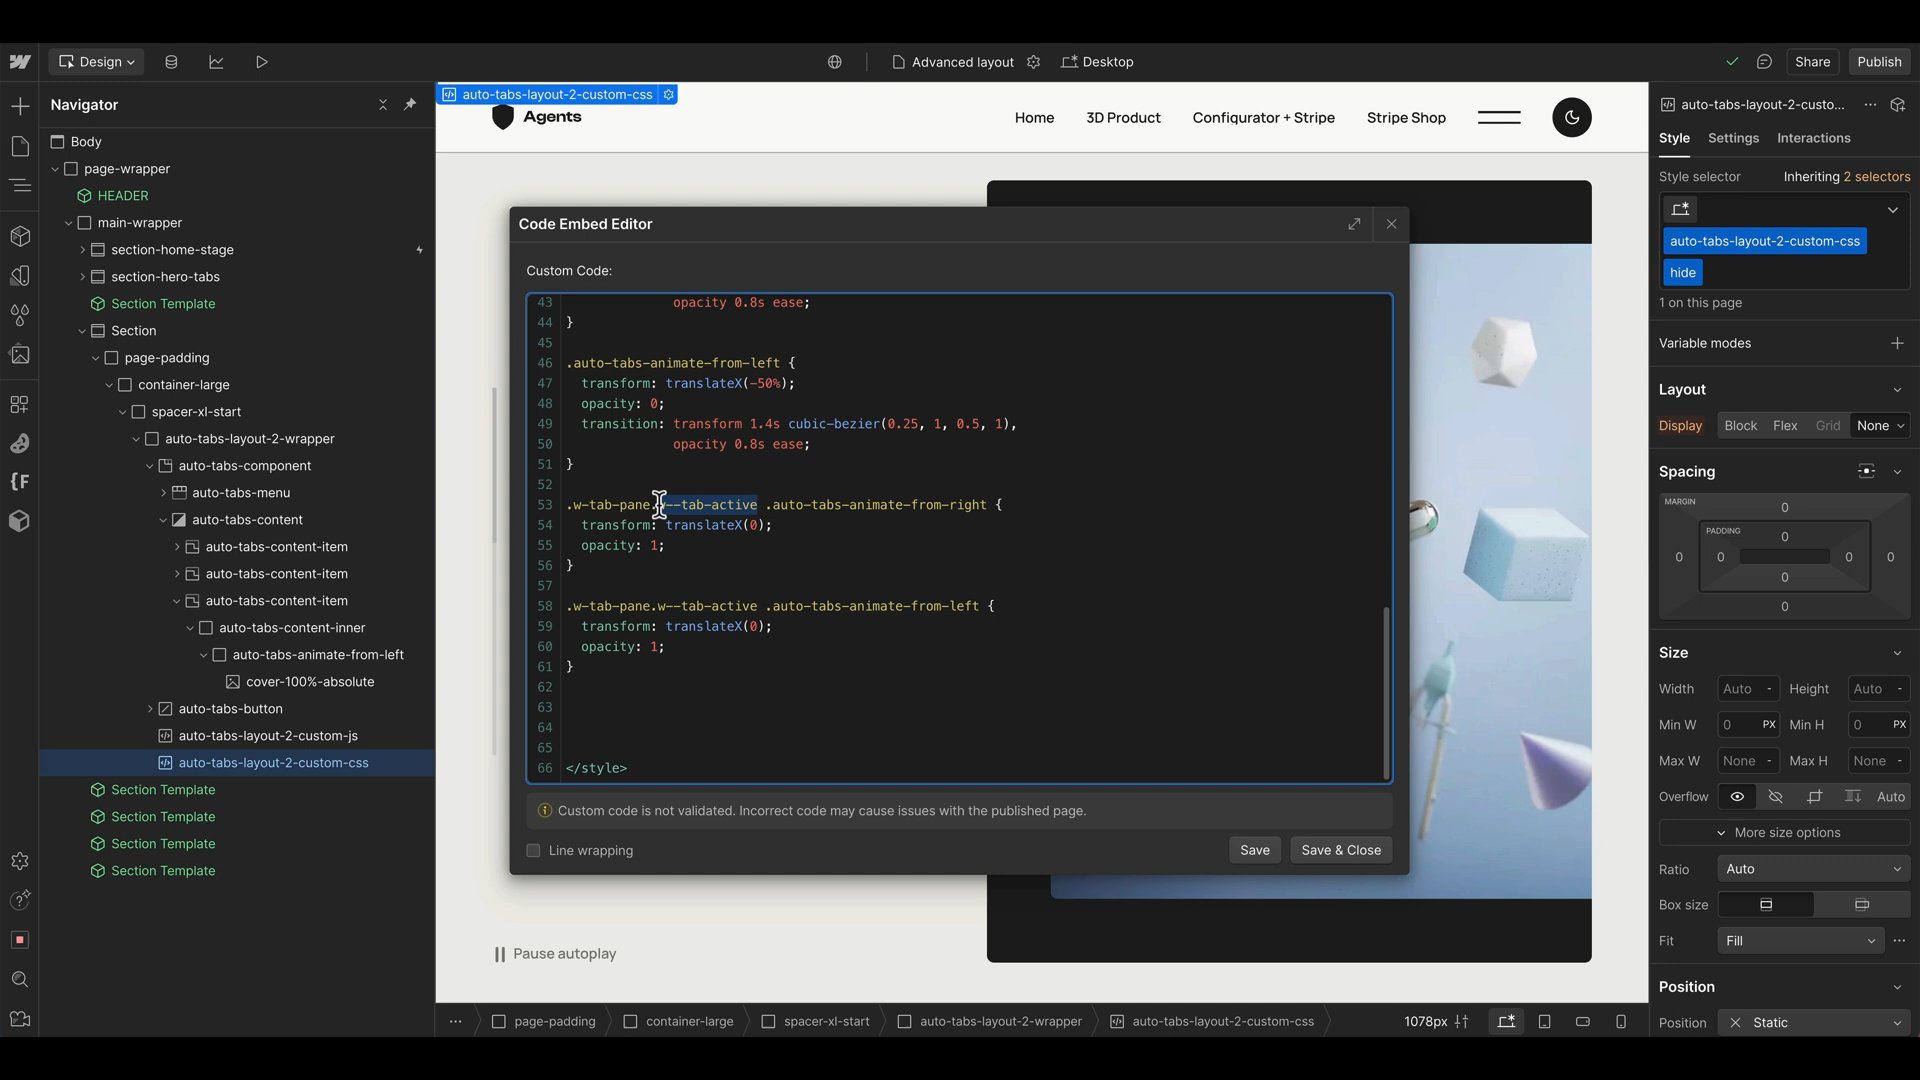 Design
Advanced layout
Desktop
Share
Publish
Navigator
Body
page-wrapper
HEADER
main-wrapper
section-home-stage
section-hero-tabs
Section Template
Section
page-padding
container-large
spacer-xl-start
auto-tabs-layout-2-wrapper
auto-tabs-component
auto-tabs-menu
auto-tabs-content
auto-tabs-content-item
auto-tabs-content-item
auto-tabs-content-item
auto-tabs-content-inner
auto-tabs-animate-from-left
cover-100%-absolute
auto-tabs-button
auto-tabs-layout-2-custom-js
auto-tabs-layout-2-custom-css
Section Template
Section Template
Section Template
Section Template
auto-tabs-layout-2-custom-css
Agents
Home 3D Product Configurator + Stripe Stripe Shop
Code Embed Editor
Custom Code:
43 opacity 0.8s ease;
44 }
45
46 .auto-tabs-animate-from-left {
47 transform: translateX(-50%);
48 opacity: 0;
49 transition: transform 1.4s cubic-bezier(0.25, 1, 0.5, 1),
50 opacity 0.8s ease;
51 }
52
53 .w-tab-pane.w--tab-active .auto-tabs-animate-from-right {
54 transform: translateX(0);
55 opacity: 1;
56 }
57
58 .w-tab-pane.w--tab-active .auto-tabs-animate-from-left {
59 transform: translateX(0);
60 opacity: 1;
61 }
62
63
64
65
66 </style>
Custom code is not validated. Incorrect code may cause issues with the published page.
Line wrapping
Save
Save & Close
Pause autoplay
page-padding
container-large
spacer-xl-start
auto-tabs-layout-2-wrapper
auto-tabs-layout-2-custom-css
1078px
auto-tabs-layout-2-custo...
Style Settings Interactions
Style selector Inheriting 2 selectors
auto-tabs-layout-2-custom-css
hide
1 on this page
Variable modes
Layout
Display Block Flex Grid None
Spacing
MARGIN
0
PADDING
0
0 0 0 0
0
0
Size
Width Auto - Height Auto -
Min W 0 PX Min H 0 PX
Max W None - Max H None -
Overflow Auto
More size options
Ratio Auto
Box size
Fit Fill
Position
Position Static